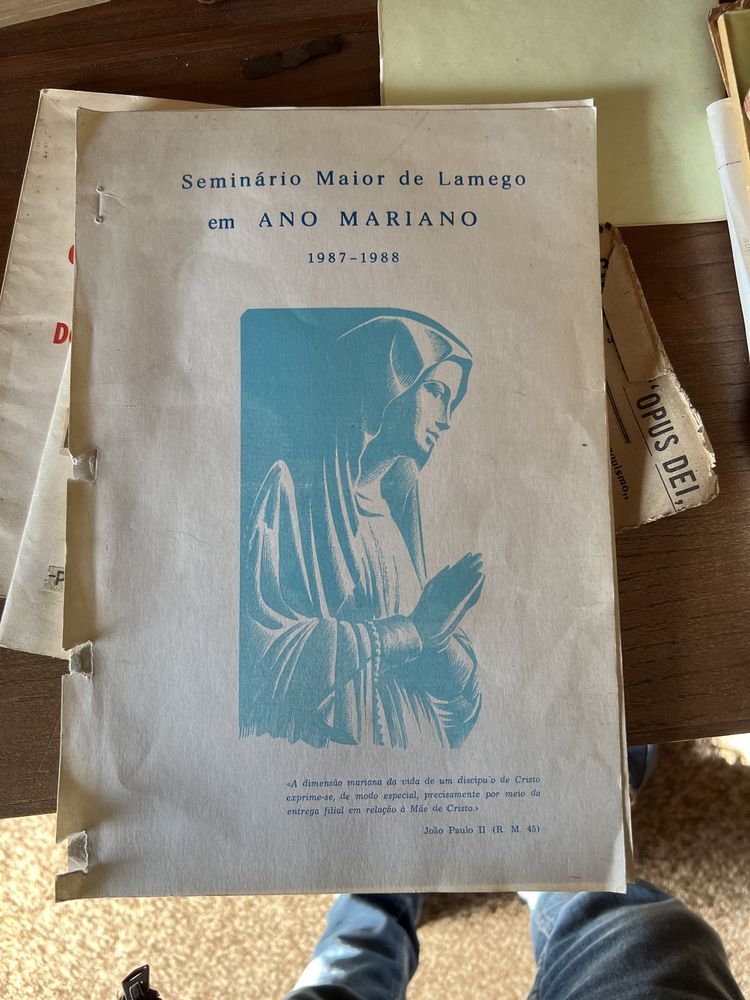 Seminário Maior de Lamego
em ANO MARIANO
1987-1988
«A dimensão mariana da vida de um discipu o de Cristo
exprime-se, de modo especial, precisamente por meio da
entrega filial em relação à Mãe de Cristo.»
João Paulo II (R. M. 45)
"OPUS DEI,,